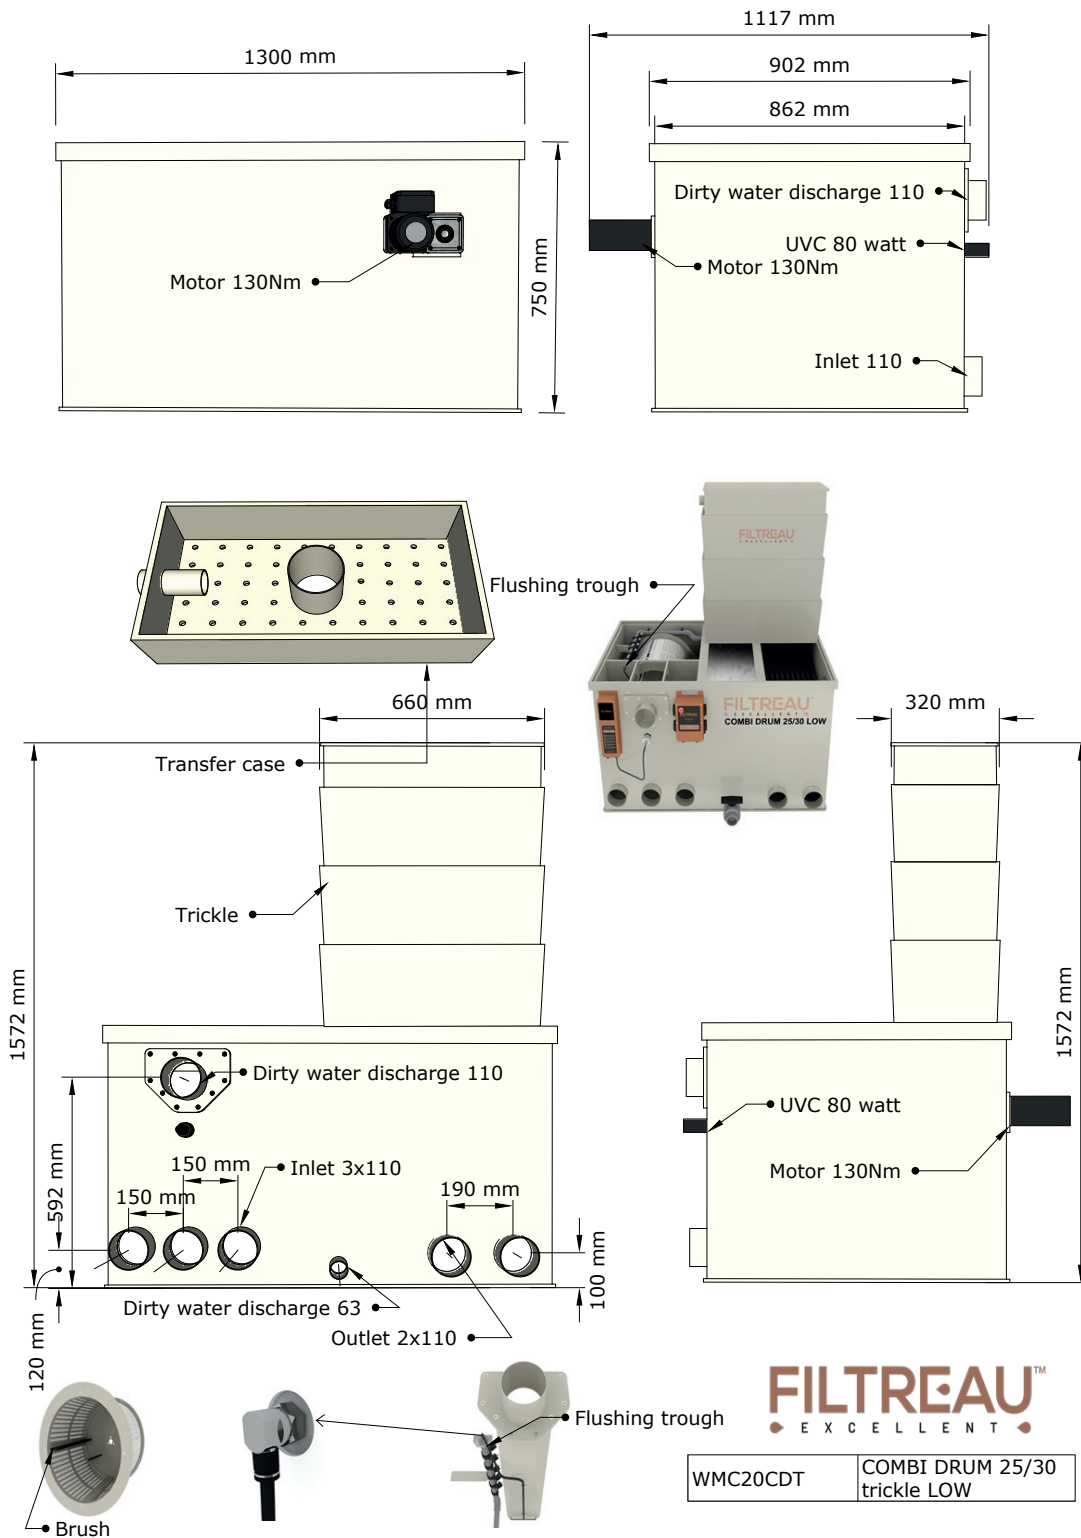 1117 mm
1300 mm
902 mm
862 mm
Dirty water discharge 110
UVC 80 watt
Motor 130Nm
Motor 130Nm
750 mm
Inlet 110
FILTREAU
EXCELLENT
Flushing trough
FILTREAU
EXCELLENT
COMBI DRUM 25/30 LOW
660 mm
320 mm
Transfer case
Trickle
1572 mm
1572 mm
Dirty water discharge 110
UVC 80 watt
592 mm
150 mm
Inlet 3x110
Motor 130Nm
150 mm
190 mm
100 mm
Dirty water discharge 63
Outlet 2x110
120 mm
FILTREAU™
EXCELLENT
Flushing trough
WMC20CDT
COMBI DRUM 25/30
trickle LOW
Brush